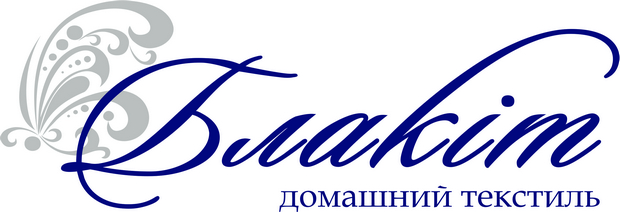 Блакіт
домашний текстиль